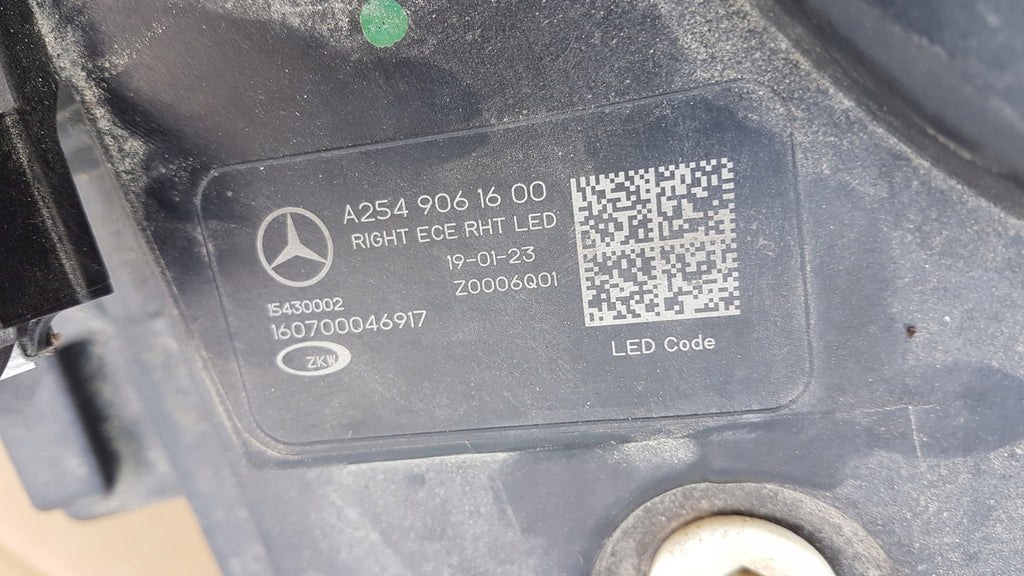 A254 906 16 00
RIGHT ECE RHT LED
19-01-23
Z0006Q01
15430002
160700046917
ZKW
LED Code